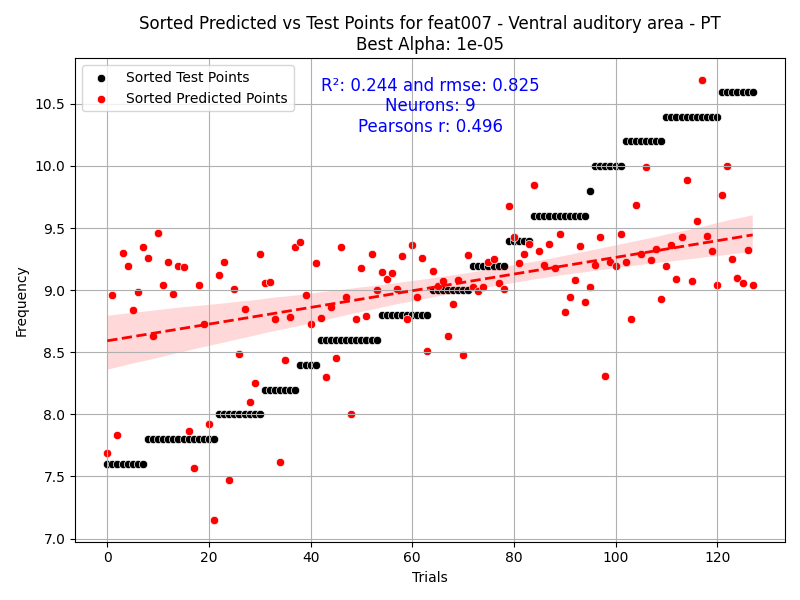 Sorted Predicted vs Test Points for feat007 - Ventral auditory area - PT
Best Alpha: 1e-05
Sorted Test Points
Sorted Predicted Points
R²: 0.244 and rmse: 0.825
Neurons: 9
Pearsons r: 0.496
Frequency
10.5
10.0
9.5
9.0
8.5
8.0
7.5
7.0
0 20 40 60 80 100 120
Trials